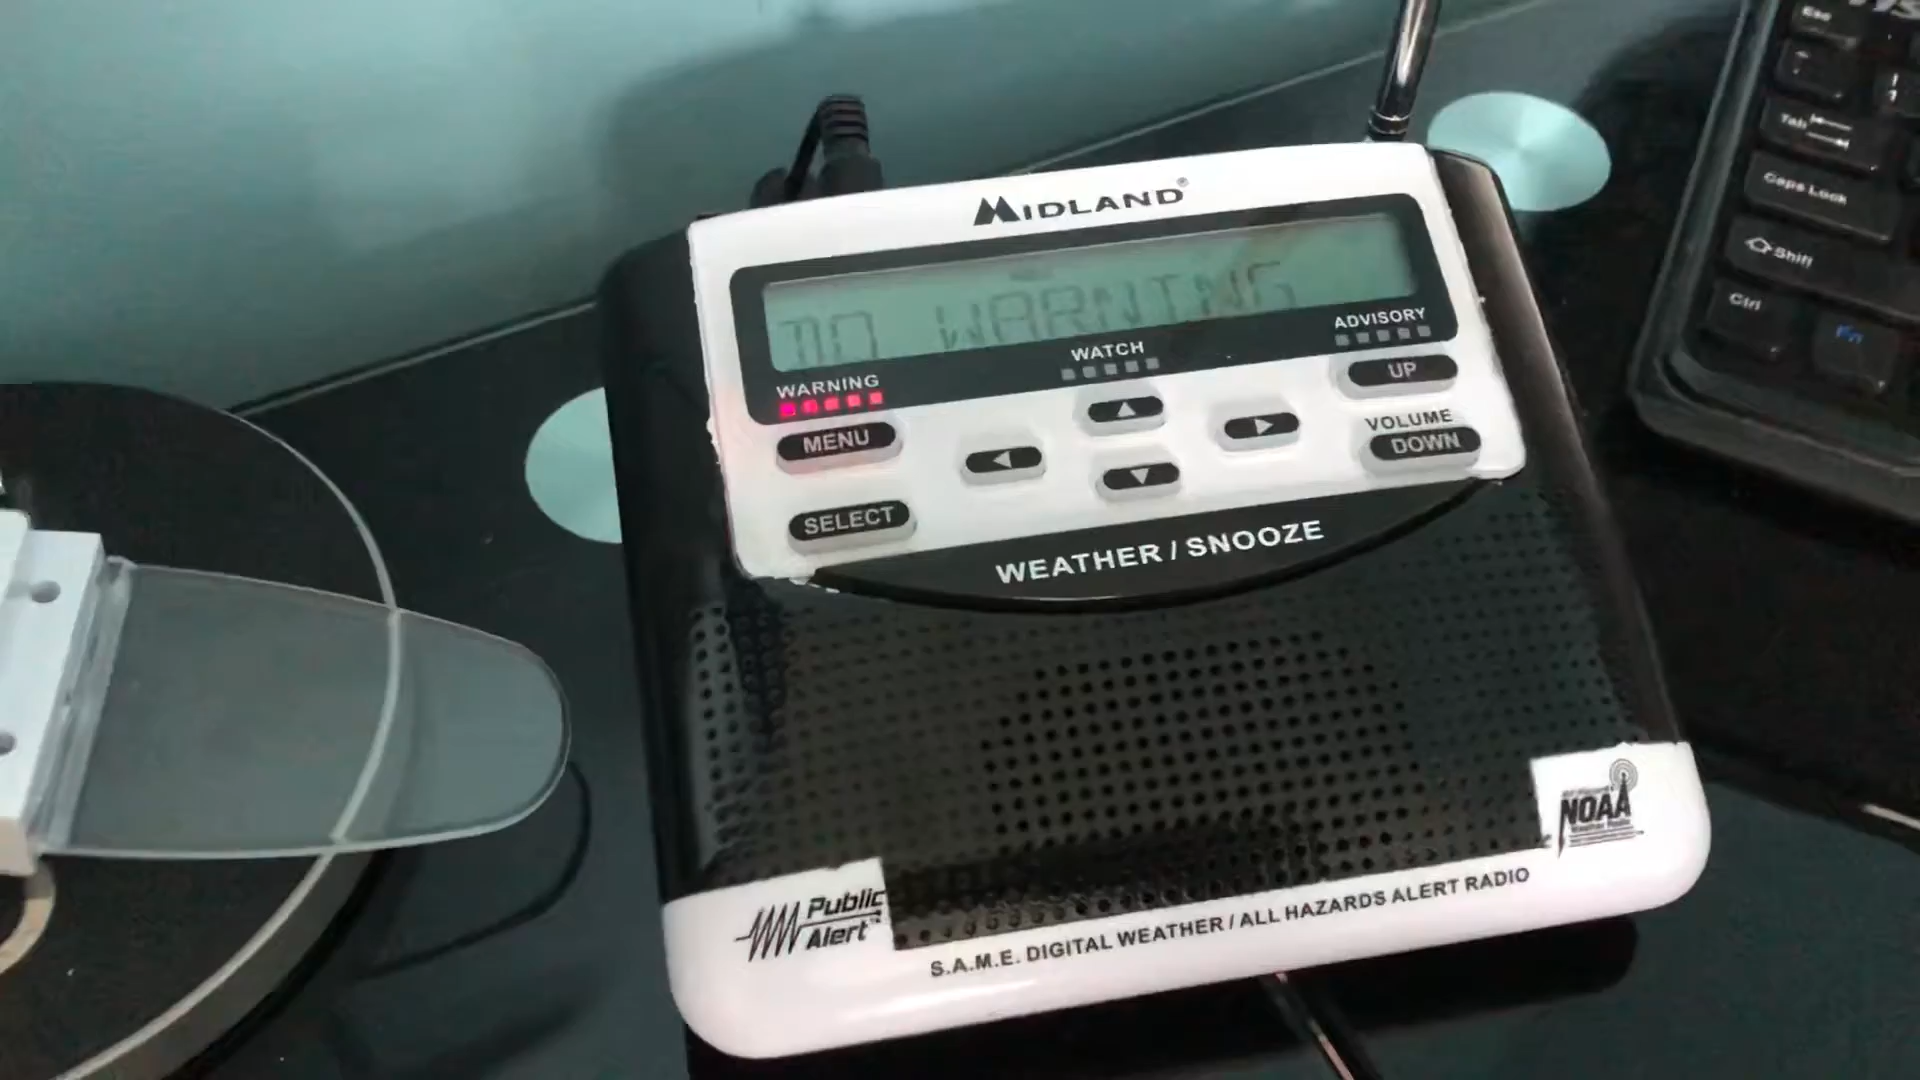 MIDLAND®
WARNING
WARNING
WATCH
ADVISORY
MENU
UP
VOLUME
DOWN
SELECT
WEATHER / SNOOZE
Public
Alert™
NOAA
S.A.M.E. DIGITAL WEATHER / ALL HAZARDS ALERT RADIO
Esc
Tab
Caps Lock
Shift
Ctrl
Fn